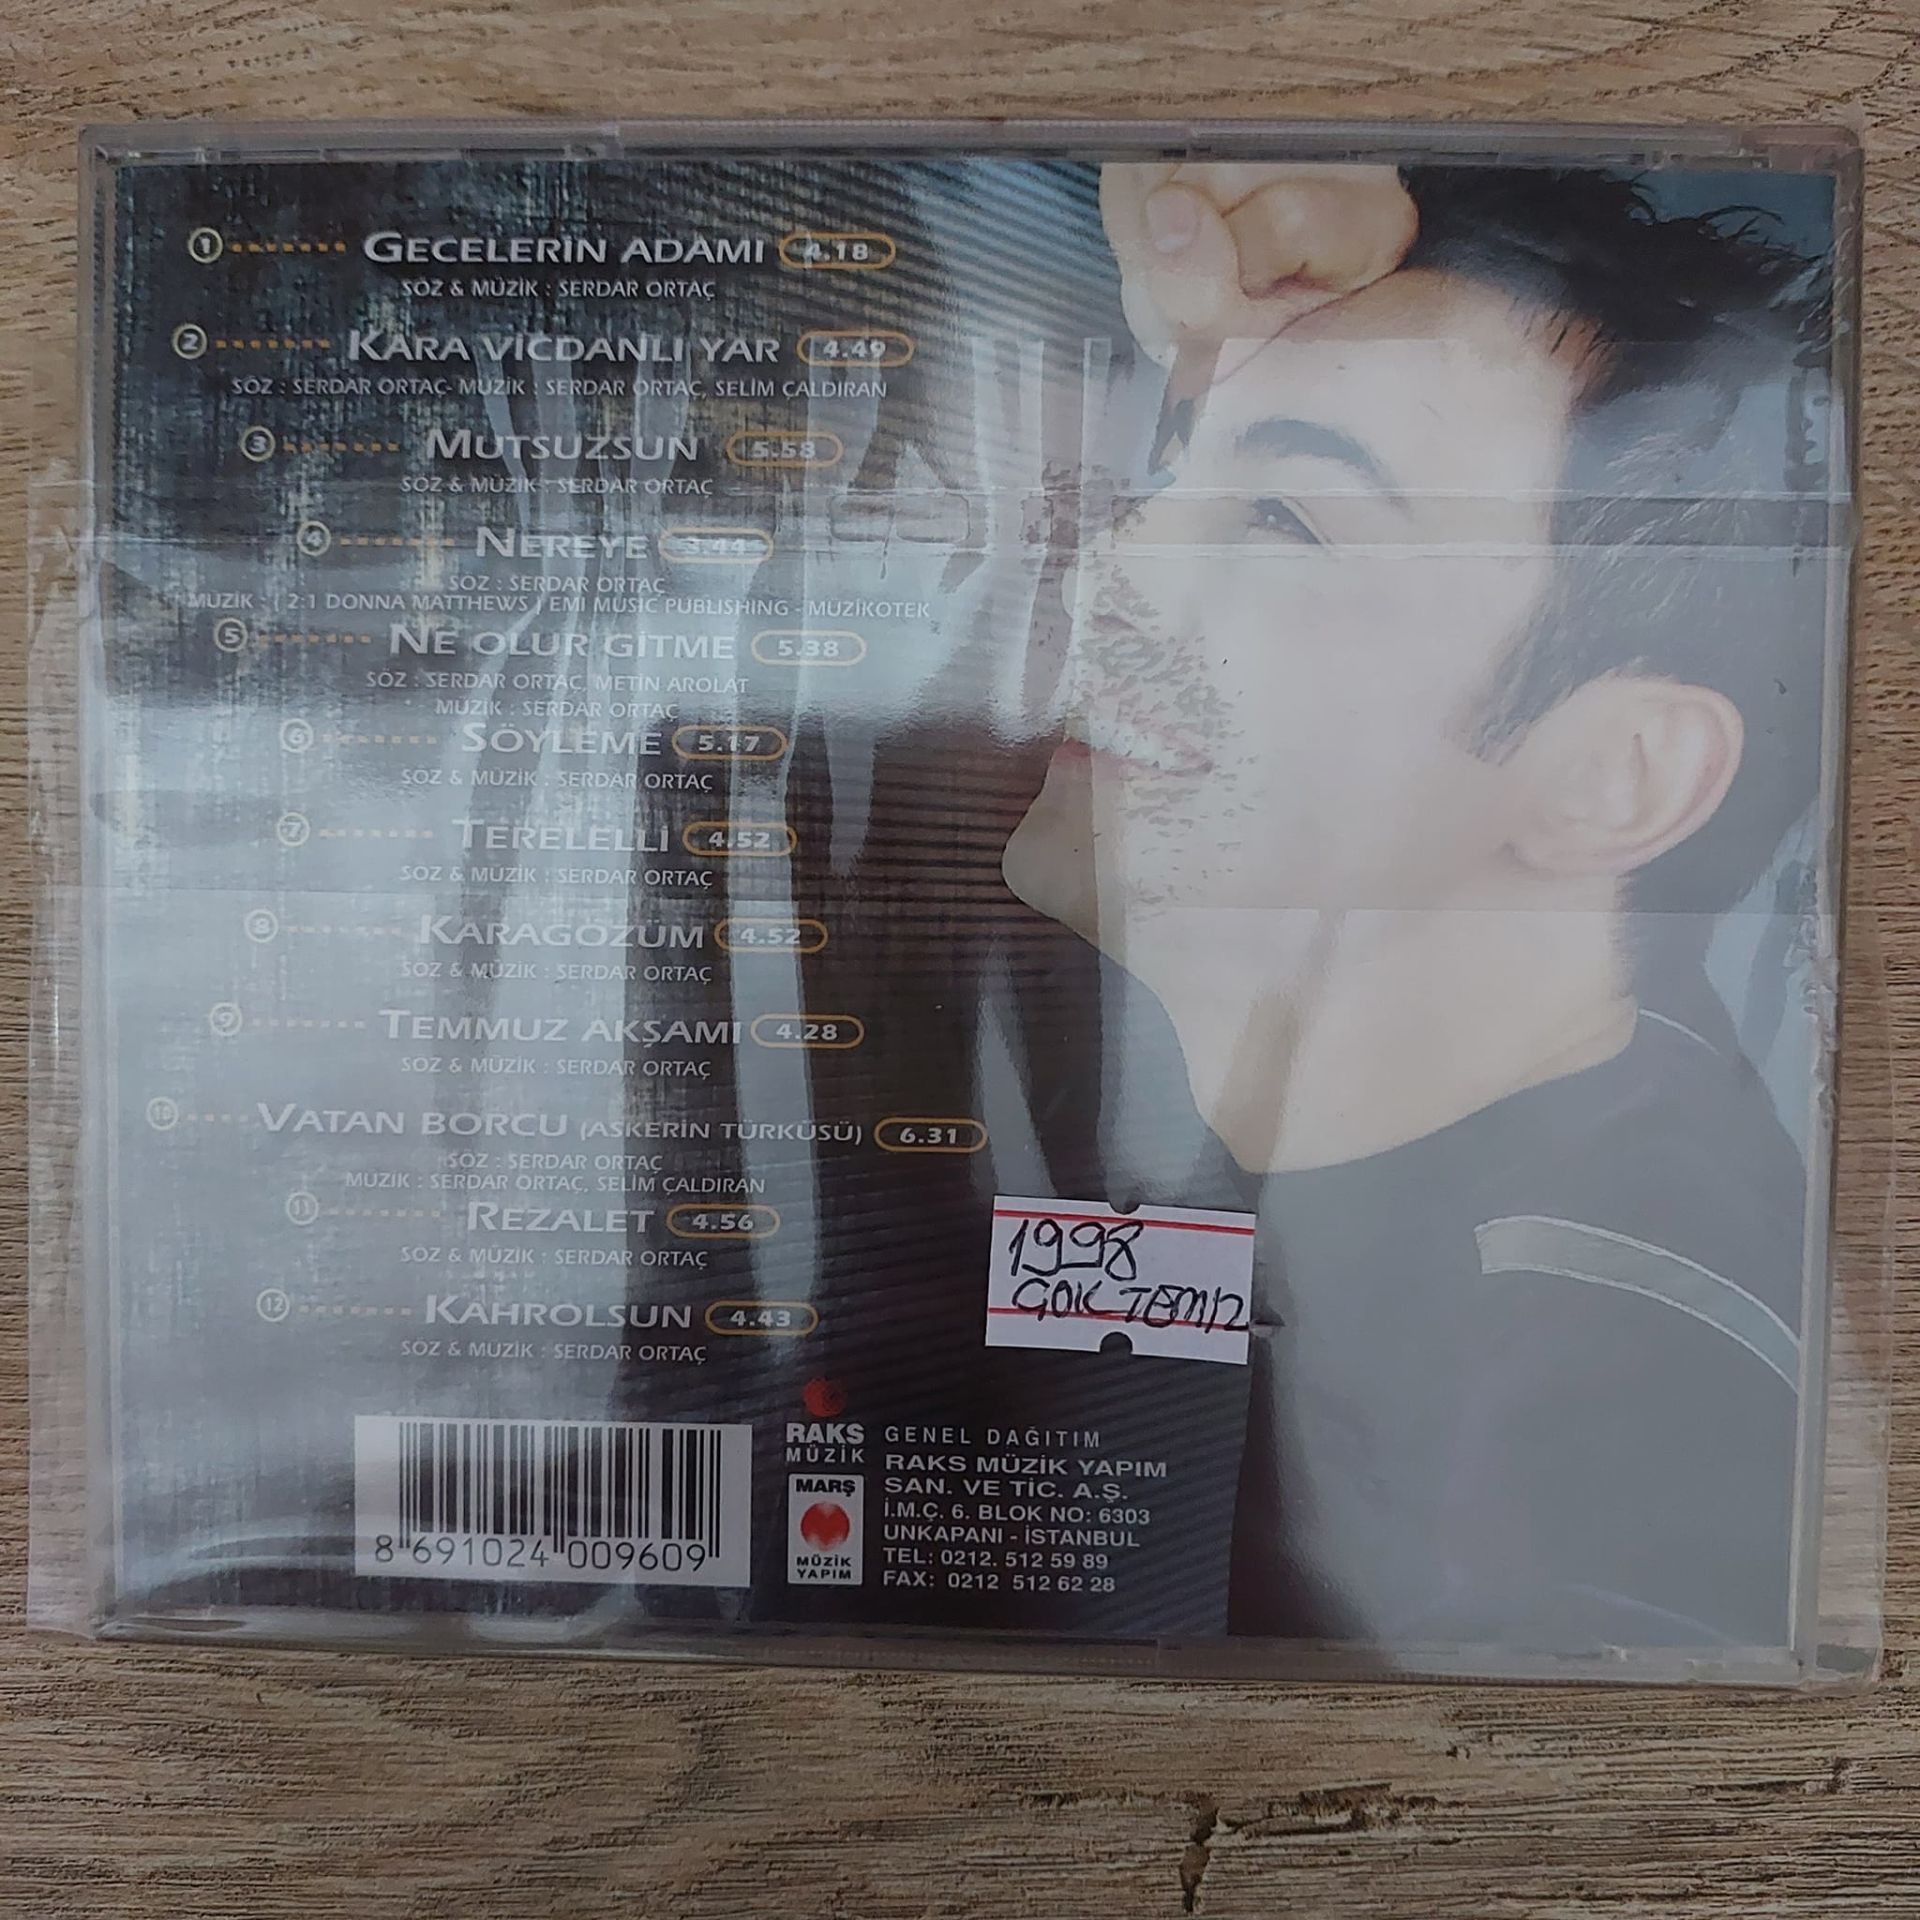 1 GECELERİN ADAMI 4.18
SÖZ & MÜZİK : SERDAR ORTAÇ
2 KARA VİCDANLI YAR 4.49
SÖZ : SERDAR ORTAÇ- MÜZİK : SERDAR ORTAÇ, SELİM ÇALDIRAN
3 MUTSUZSUN 5.58
SÖZ & MÜZİK : SERDAR ORTAÇ
4 NEREYE 3.44
SÖZ : SERDAR ORTAÇ
MÜZİK : ( 2:1 DONNA MATTHEWS ) EMI MUSIC PUBLISHING - MÜZİKOTEK
5 NE OLUR GİTME 5.38
SÖZ : SERDAR ORTAÇ, METİN AROLAT
MÜZİK : SERDAR ORTAÇ
6 SÖYLEME 5.17
SÖZ & MÜZİK : SERDAR ORTAÇ
7 TERELELLİ 4.52
SÖZ & MÜZİK : SERDAR ORTAÇ
8 KARAGÖZÜM 4.52
SÖZ & MÜZİK : SERDAR ORTAÇ
9 TEMMUZ AKŞAMI 4.28
SÖZ & MÜZİK : SERDAR ORTAÇ
10 VATAN BORCU (ASKERİN TÜRKÜSÜ) 6.31
SÖZ : SERDAR ORTAÇ
MÜZİK : SERDAR ORTAÇ, SELİM ÇALDIRAN
11 REZALET 4.56
SÖZ & MÜZİK : SERDAR ORTAÇ
12 KAHROLSUN 4.43
SÖZ & MÜZİK : SERDAR ORTAÇ
1998
ÇOK TEMİZ
8 691024 009609
RAKS
MÜZİK
MARŞ
MÜZİK
YAPIM
GENEL DAĞITIM
RAKS MÜZİK YAPIM
SAN. VE TİC. A.Ş.
İ.M.Ç. 6. BLOK NO: 6303
UNKAPANI - İSTANBUL
TEL: 0212. 512 59 89
FAX: 0212 512 62 28